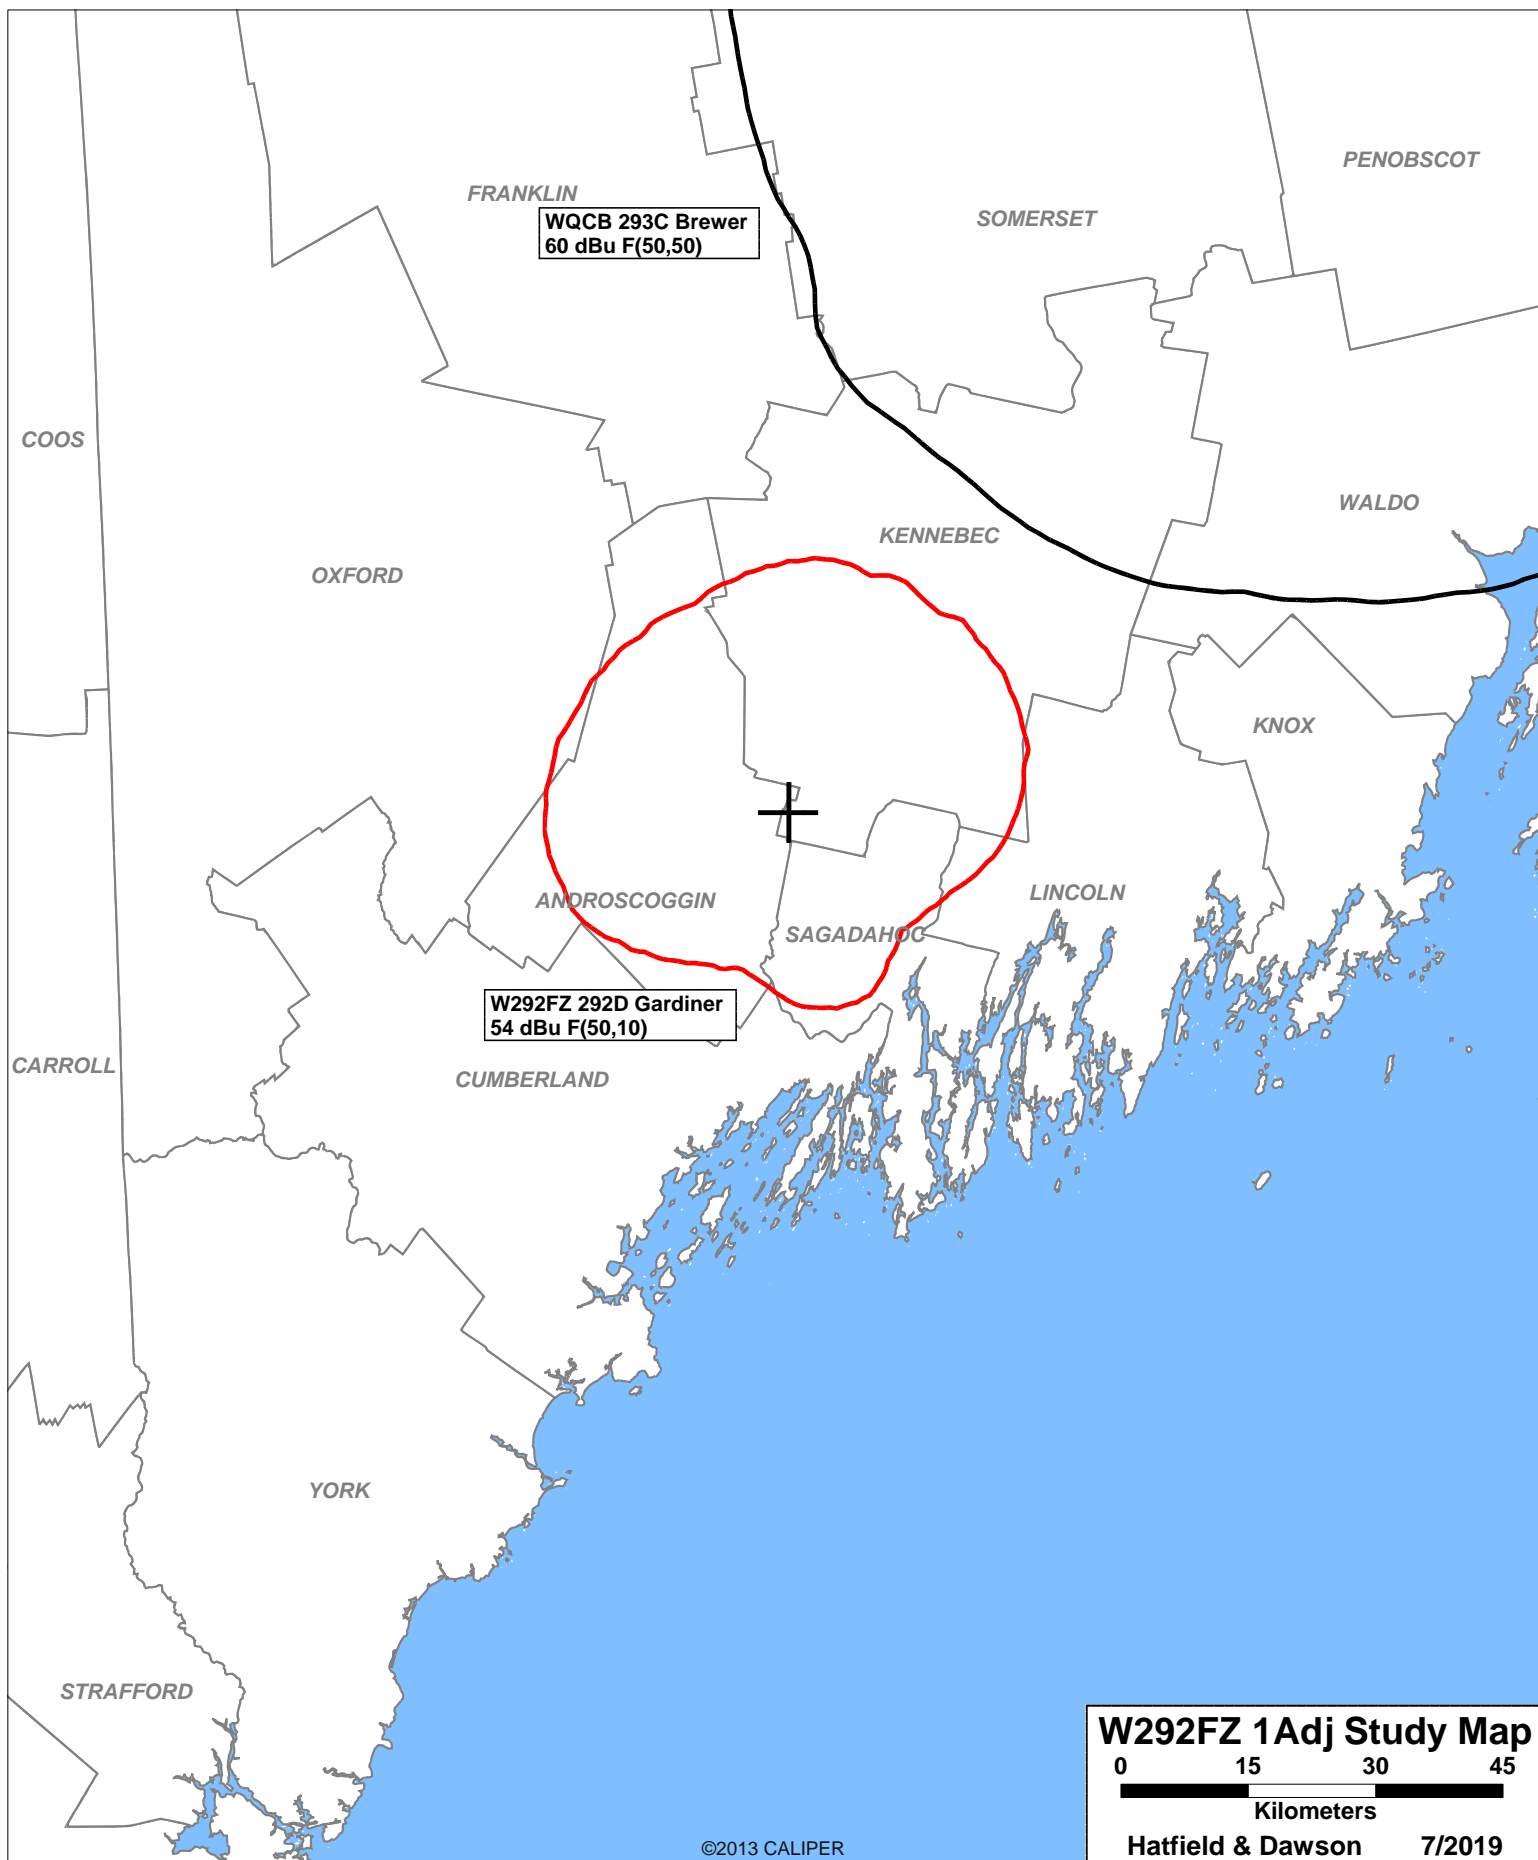 PENOBSCOT
FRANKLIN
SOMERSET
WQCB 293C Brewer
60 dBu F(50,50)
COOS
WALDO
KENNEBEC
OXFORD
KNOX
ANDROSCOGGIN
LINCOLN
SAGADAHOC
W292FZ 292D Gardiner
54 dBu F(50,10)
CARROLL
CUMBERLAND
YORK
STRAFFORD
W292FZ 1Adj Study Map
0 15 30 45
Kilometers
Hatfield & Dawson 7/2019
©2013 CALIPER